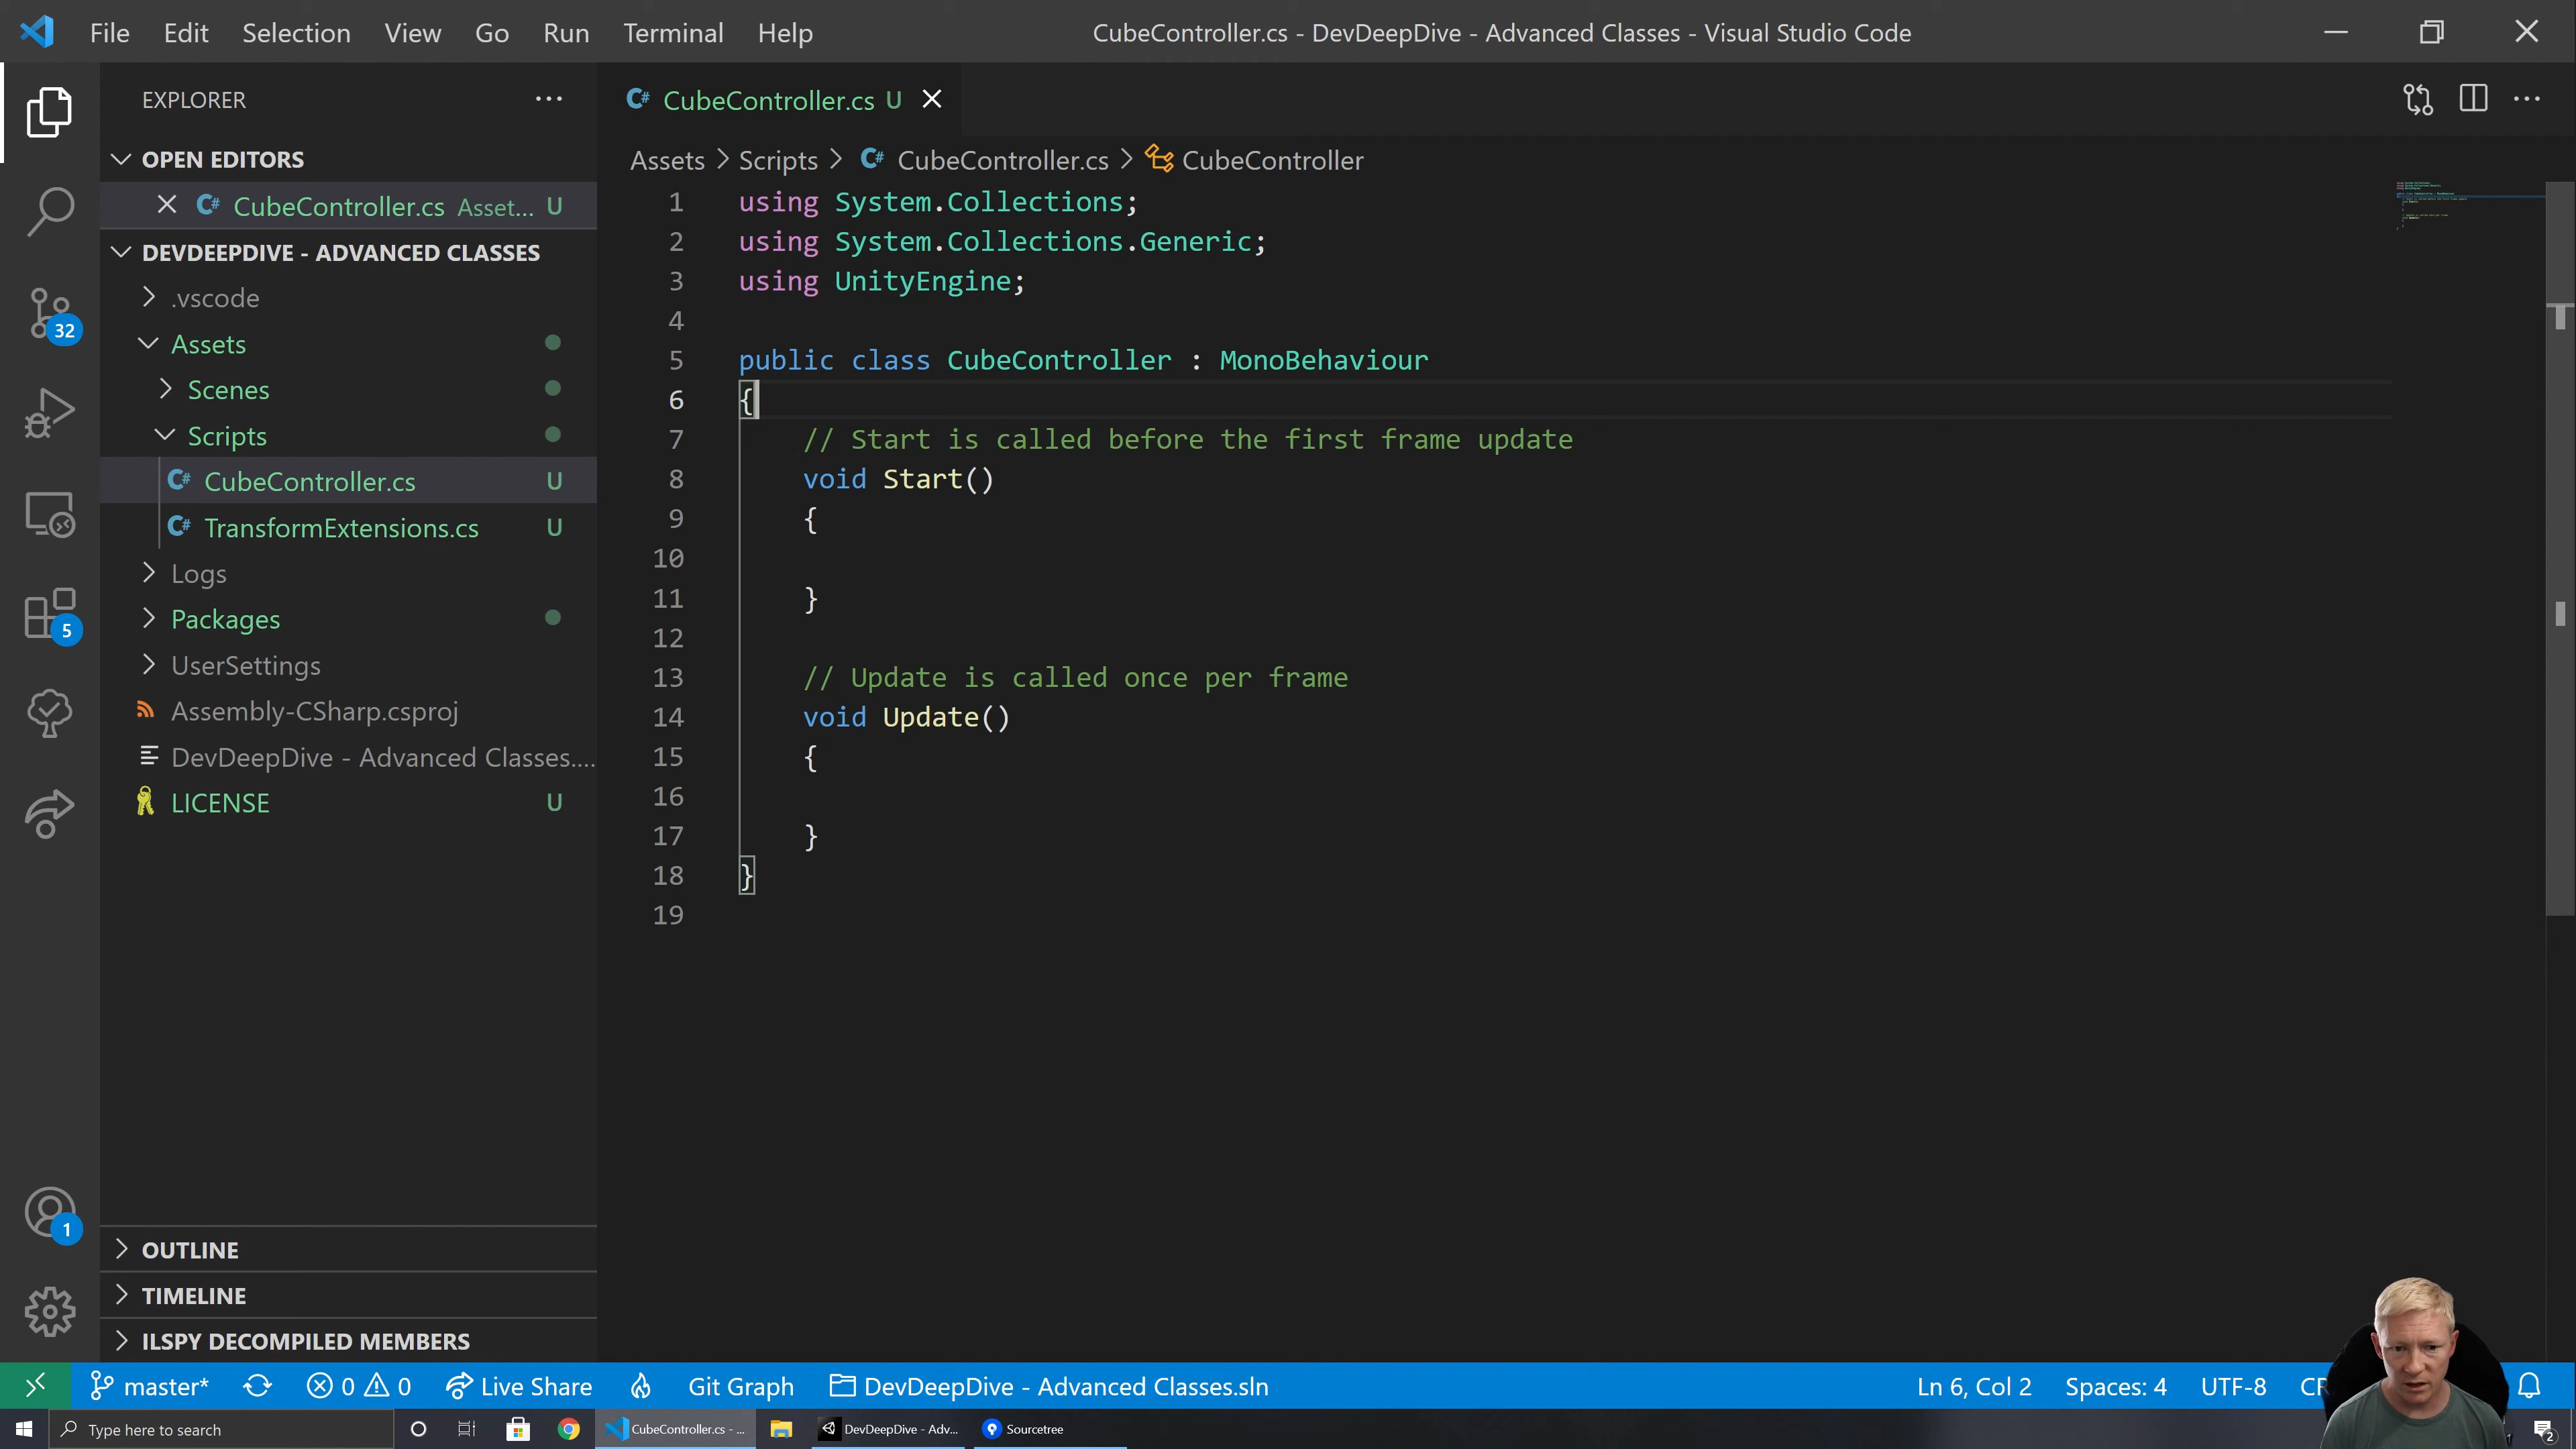 File Edit Selection View Go Run Terminal Help
CubeController.cs - DevDeepDive - Advanced Classes - Visual Studio Code
EXPLORER
OPEN EDITORS
CubeController.cs Asset... U
DEVDEEPDIVE - ADVANCED CLASSES
.vscode
Assets
Scenes
Scripts
CubeController.cs U
TransformExtensions.cs U
Logs
Packages
UserSettings
Assembly-CSharp.csproj
DevDeepDive - Advanced Classes....
LICENSE U
OUTLINE
TIMELINE
ILSPY DECOMPILED MEMBERS
32
5
1
CubeController.cs U
Assets > Scripts > CubeController.cs > CubeController
1 using System.Collections;
2 using System.Collections.Generic;
3 using UnityEngine;
4
5 public class CubeController : MonoBehaviour
6 {
7 // Start is called before the first frame update
8 void Start()
9 {
10
11 }
12
13 // Update is called once per frame
14 void Update()
15 {
16
17 }
18 }
19
master* 0 0 Live Share Git Graph DevDeepDive - Advanced Classes.sln Ln 6, Col 2 Spaces: 4 UTF-8
Type here to search CubeController.cs - ... DevDeepDive - Adv... Sourcetree 2